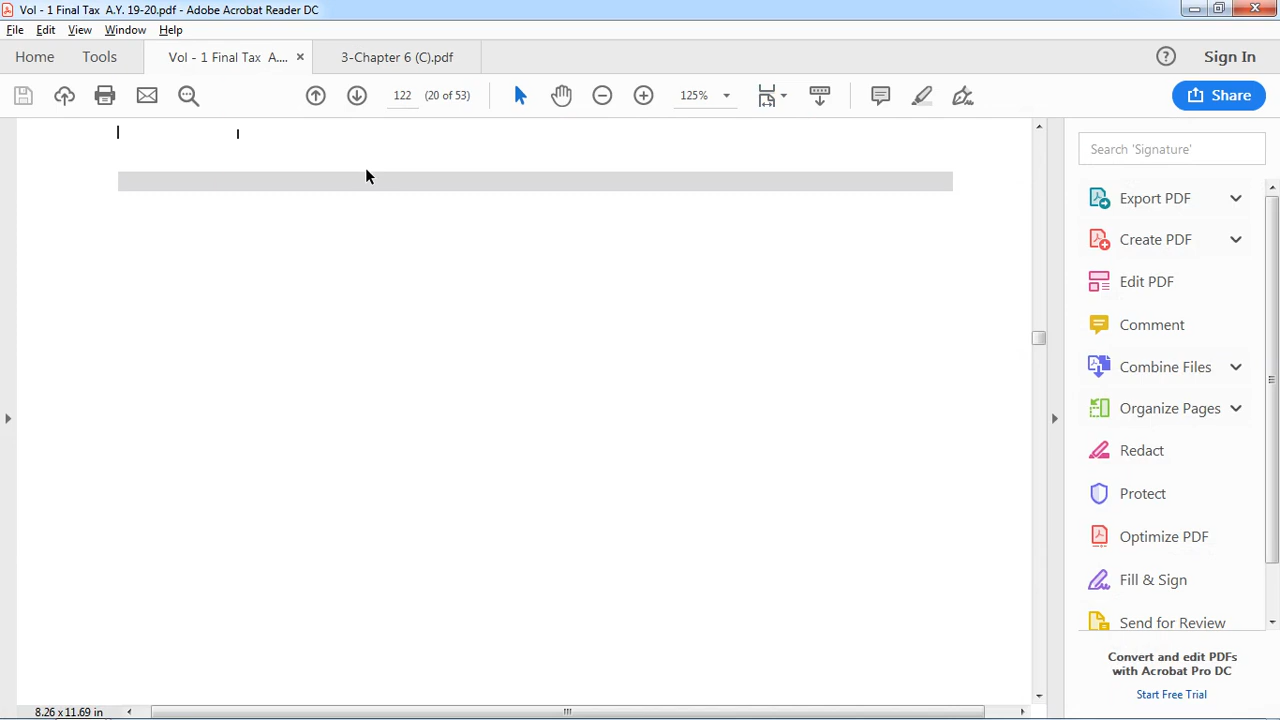 Vol - 1 Final Tax A.Y. 19-20.pdf - Adobe Acrobat Reader DC
File Edit View Window Help
Home Tools Vol - 1 Final Tax A.... × 3-Chapter 6 (C).pdf Sign In
122 (20 of 53) 125% Share
Search 'Signature'
Export PDF
Create PDF
Edit PDF
Comment
Combine Files
Organize Pages
Redact
Protect
Optimize PDF
Fill & Sign
Send for Review
Convert and edit PDFs
with Acrobat Pro DC
Start Free Trial
8.26 x 11.69 in